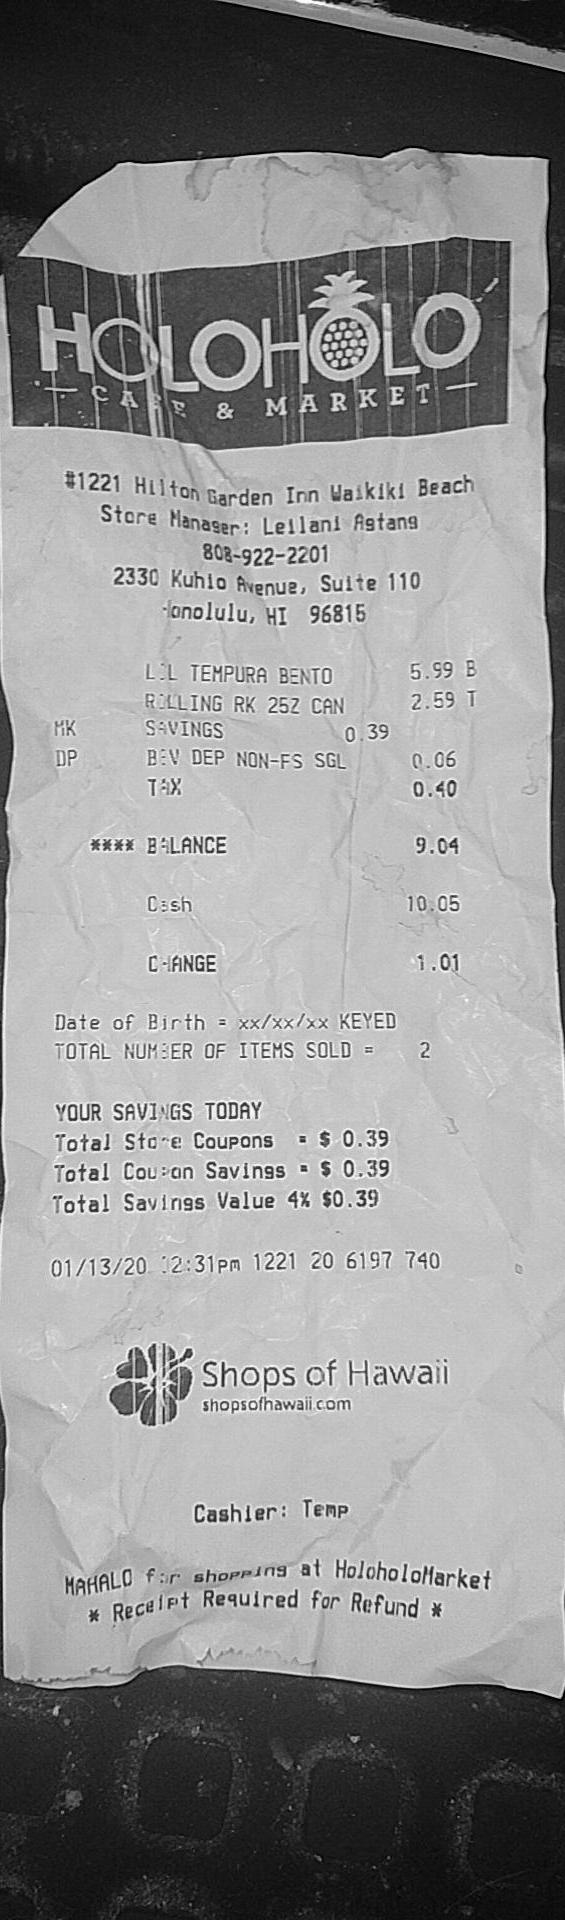 HOLOHOLO
CAFE & MARKET
#1221 Hilton Garden Inn Waikiki Beach
Store Manager: Leilani Agtang
808-922-2201
2330 Kuhio Avenue, Suite 110
Honolulu, HI 96815
LCL TEMPURA BENTO 5.99 B
ROLLING RK 25Z CAN 2.59 T
MK SAVINGS 0.39
DP BEV DEP NON-FS SGL 0.06
TAX 0.40
**** BALANCE 9.04
Cash 10.05
CHANGE 1.01
Date of Birth = xx/xx/xx KEYED
TOTAL NUMBER OF ITEMS SOLD = 2
YOUR SAVINGS TODAY
Total Store Coupons = $ 0.39
Total Coupon Savings = $ 0.39
Total Savings Value 4% $0.39
01/13/20 12:31pm 1221 20 6197 740
Shops of Hawaii
shopsofhawaii.com
Cashier: Temp
MAHALO for shopping at HoloholoMarket
* Receipt Required for Refund *